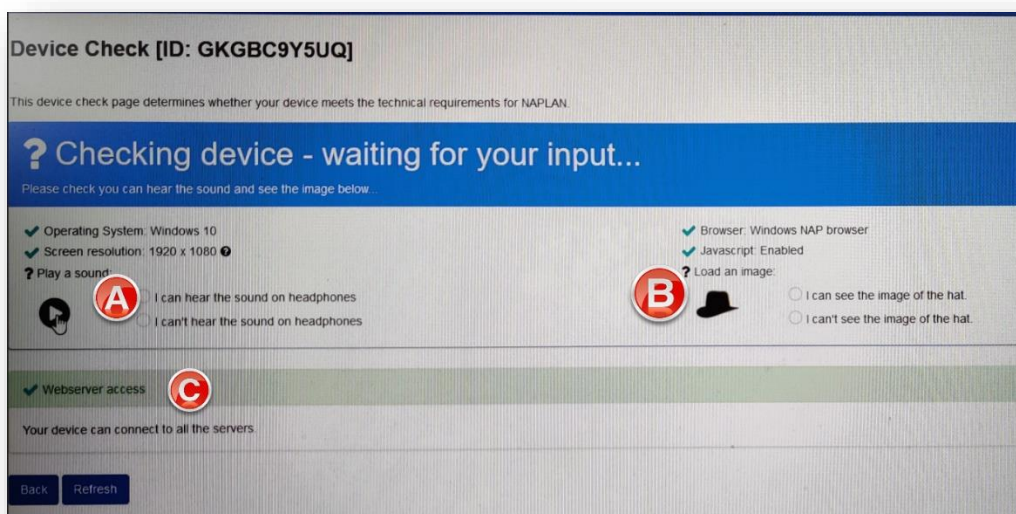 Device Check [ID: GKGBC9Y5UQ]
This device check page determines whether your device meets the technical requirements for NAPLAN.
? Checking device - waiting for your input...
Please check you can hear the sound and see the image below...
Operating System: Windows 10
Screen resolution: 1920 x 1080 ?
? Play a sound:
A
I can hear the sound on headphones
I can't hear the sound on headphones
Browser: Windows NAP browser
Javascript: Enabled
? Load an image:
B
I can see the image of the hat.
I can't see the image of the hat.
Webserver access
C
Your device can connect to all the servers.
Back
Refresh